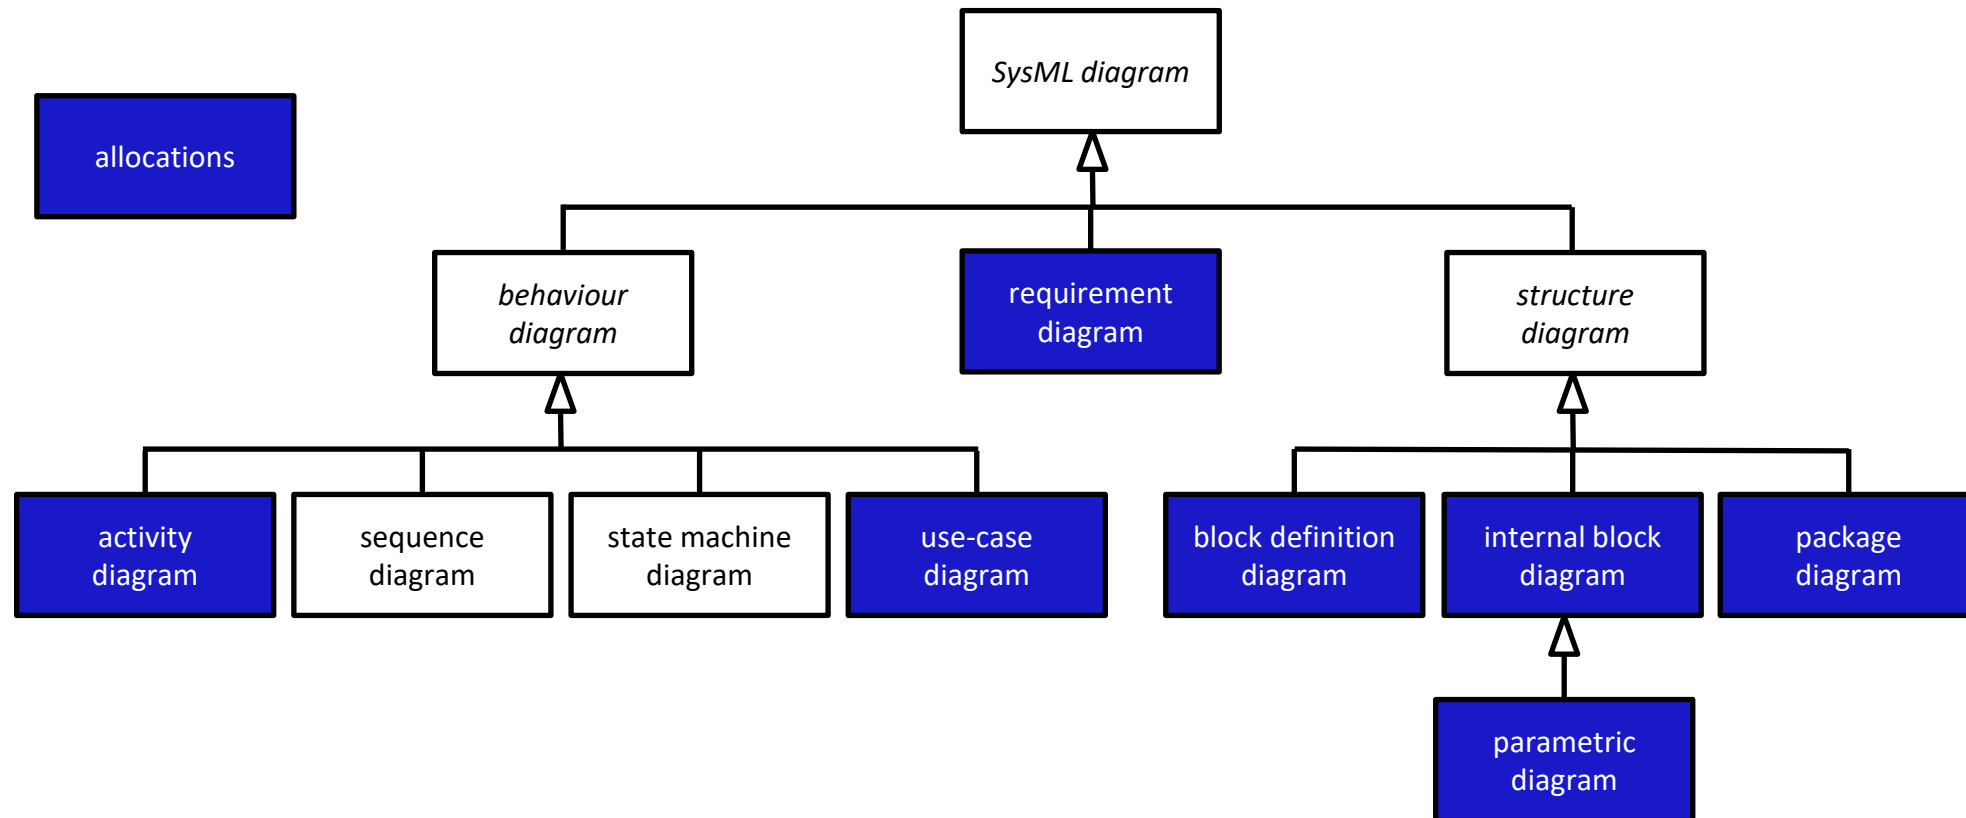 SysML diagram
allocations
behaviour
diagram
requirement
diagram
structure
diagram
activity
diagram
sequence
diagram
state machine
diagram
use-case
diagram
block definition
diagram
internal block
diagram
package
diagram
parametric
diagram